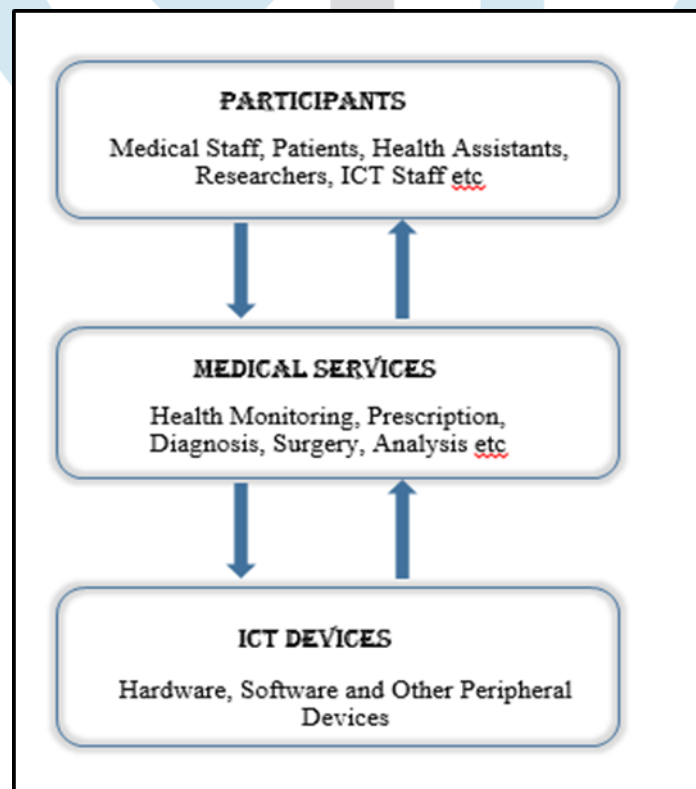 PARTICIPANTS
Medical Staff, Patients, Health Assistants,
Researchers, ICT Staff etc
MEDICAL SERVICES
Health Monitoring, Prescription,
Diagnosis, Surgery, Analysis etc
ICT DEVICES
Hardware, Software and Other Peripheral
Devices